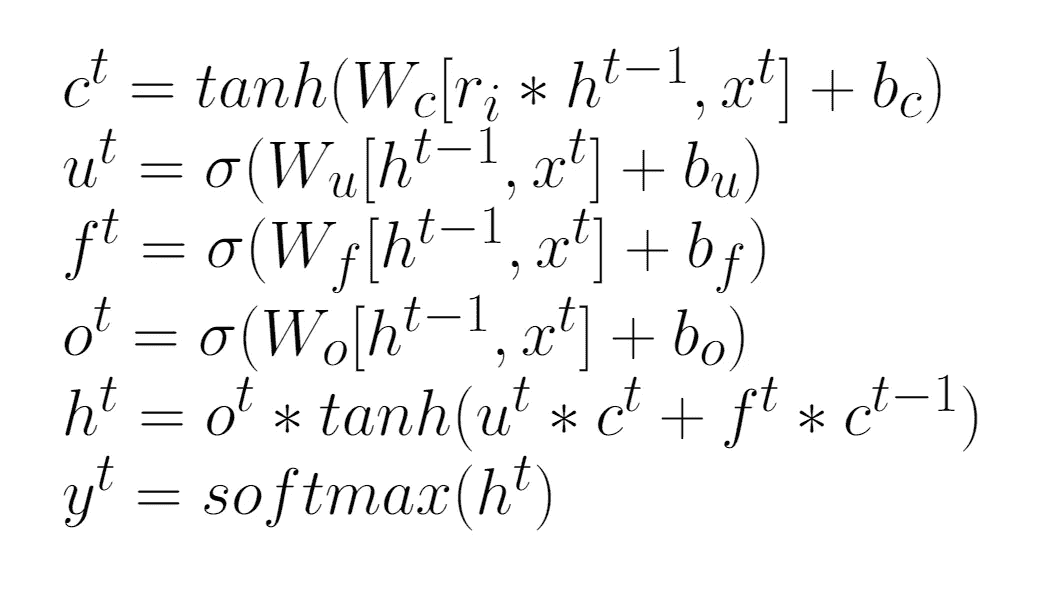 c^t = tanh(W_c[r_i * h^{t-1}, x^t] + b_c)
u^t = σ(W_u[h^{t-1}, x^t] + b_u)
f^t = σ(W_f[h^{t-1}, x^t] + b_f)
o^t = σ(W_o[h^{t-1}, x^t] + b_o)
h^t = o^t * tanh(u^t * c^t + f^t * c^{t-1})
y^t = softmax(h^t)